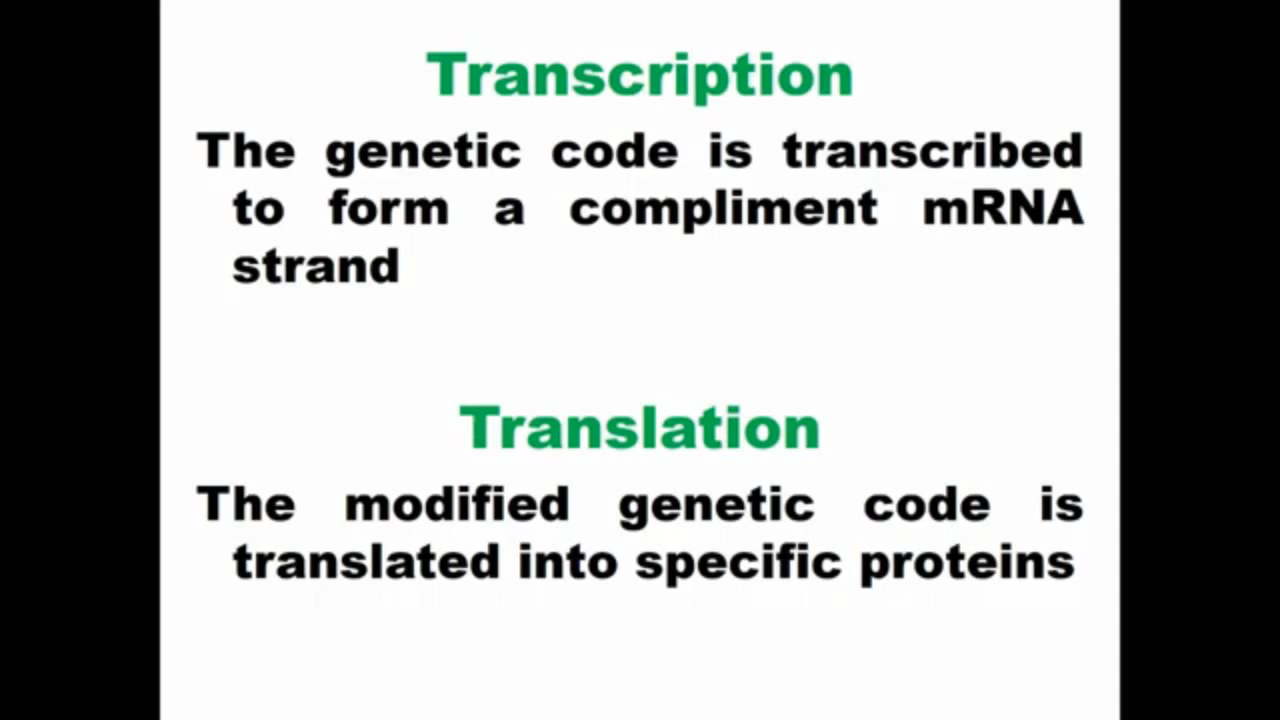 Transcription
The genetic code is transcribed
to form a compliment mRNA
strand
Translation
The modified genetic code is
translated into specific proteins